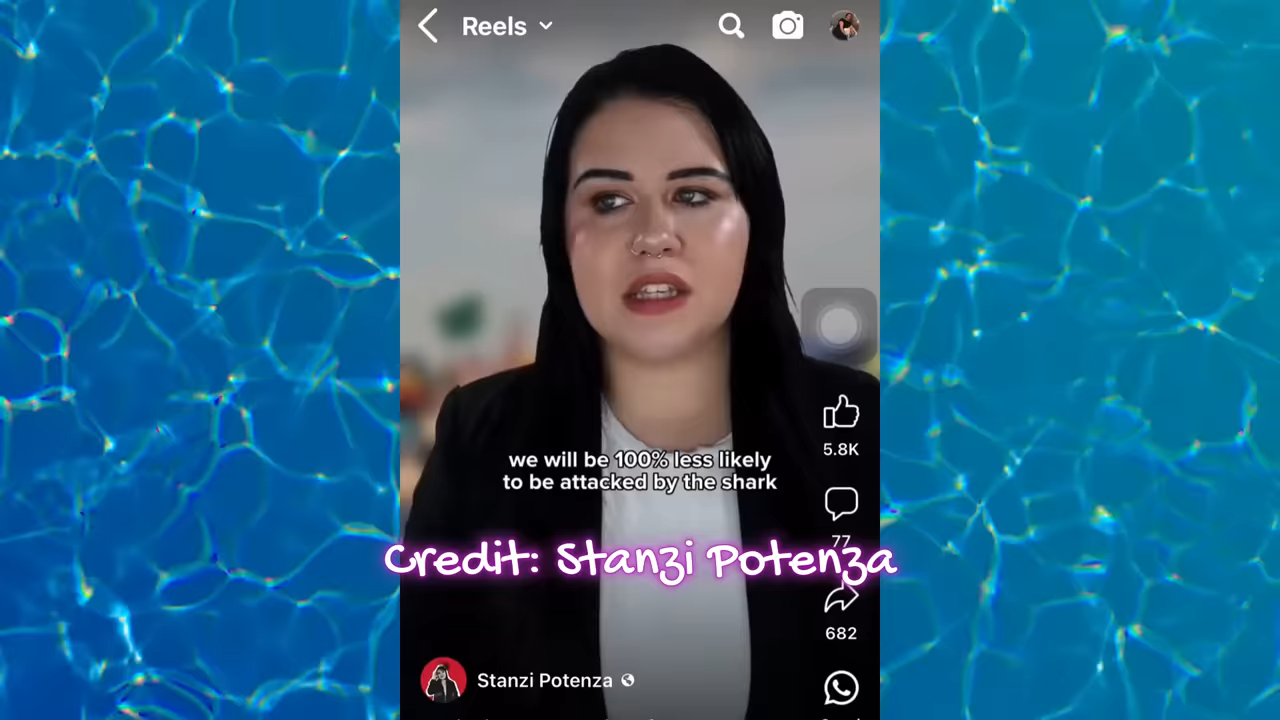 Reels
5.8K
we will be 100% less likely
to be attacked by the shark
77
Credit: Stanzi Potenza
682
Stanzi Potenza